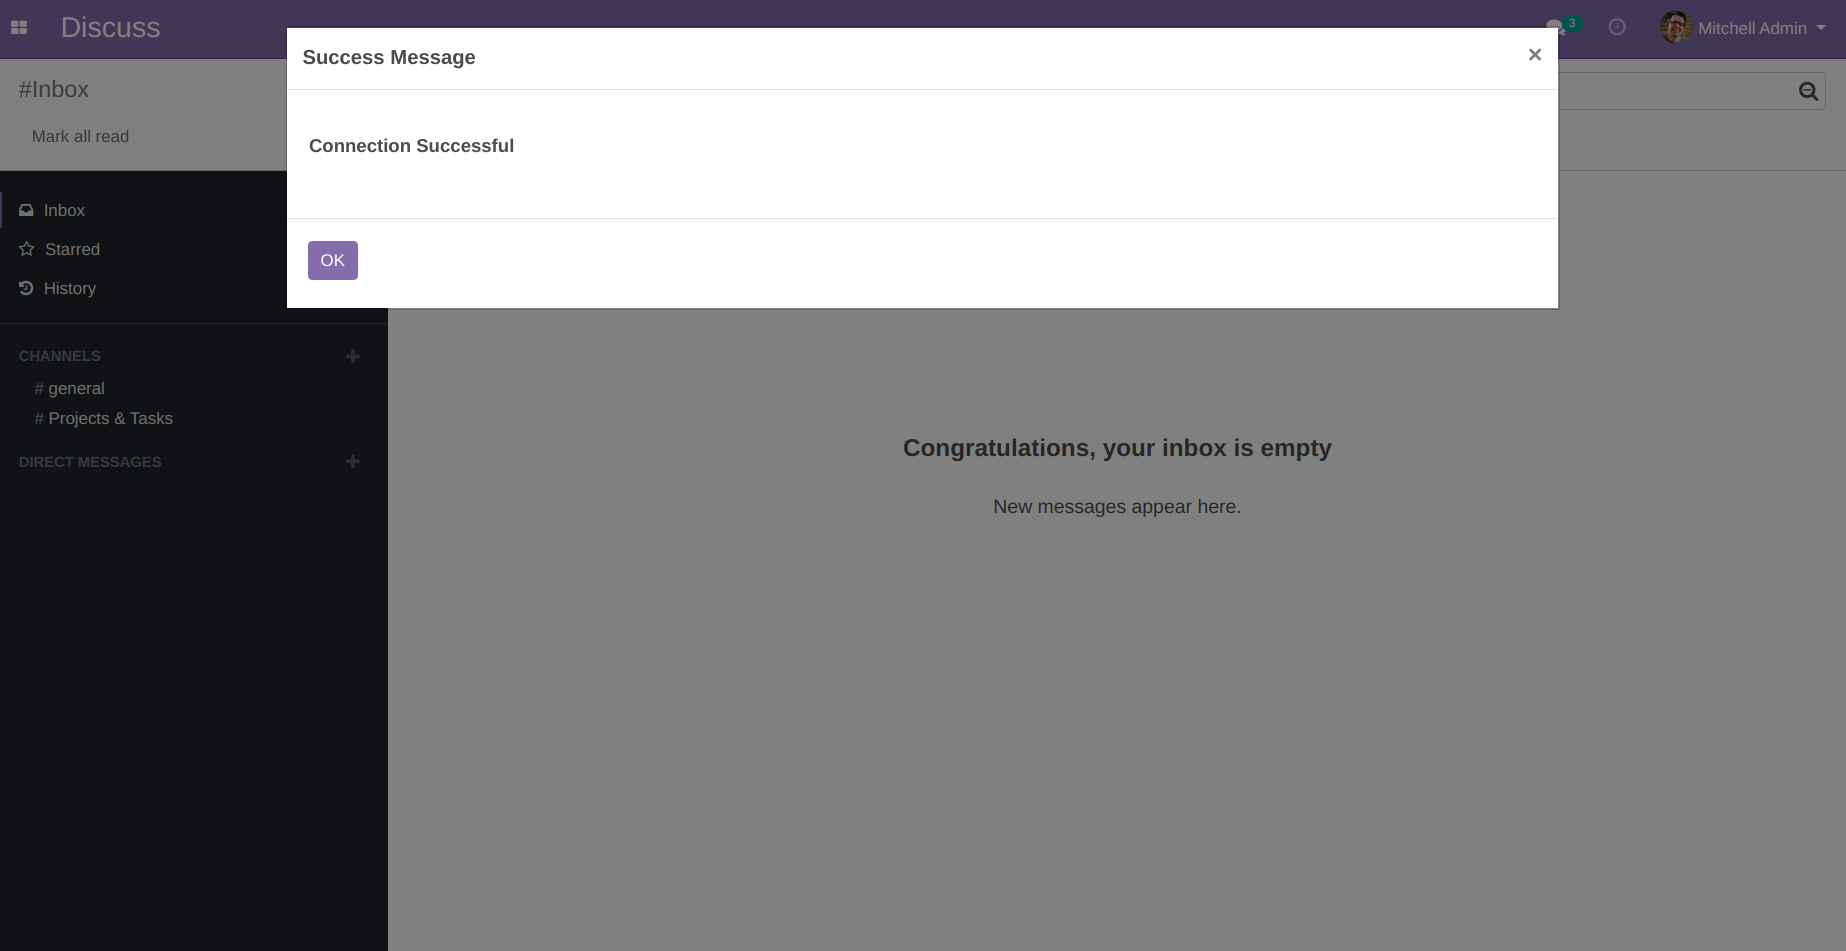 Discuss
3
Mitchell Admin
Success Message
×
#Inbox
Mark all read
Connection Successful
OK
Inbox
Starred
History
CHANNELS
# general
# Projects & Tasks
DIRECT MESSAGES
Congratulations, your inbox is empty
New messages appear here.